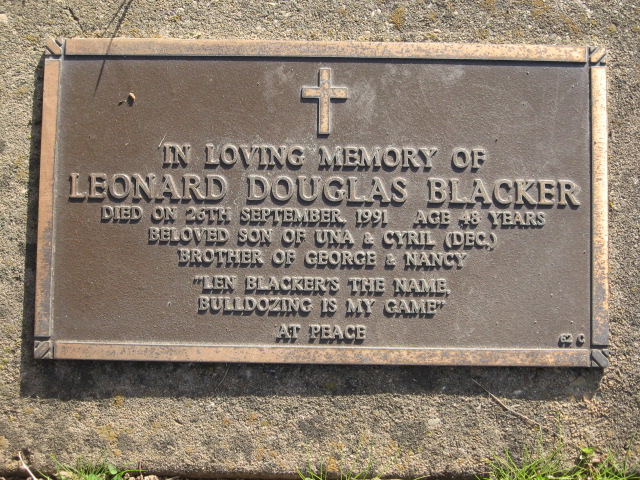 IN LOVING MEMORY OF
LEONARD DOUGLAS BLACKER
DIED ON 26TH SEPTEMBER, 1991 AGE 48 YEARS
BELOVED SON OF UNA & CYRIL (DEC.)
BROTHER OF GEORGE & NANCY
"LEN BLACKER'S THE NAME,
BULLDOZING IS MY GAME"
AT PEACE
62 C